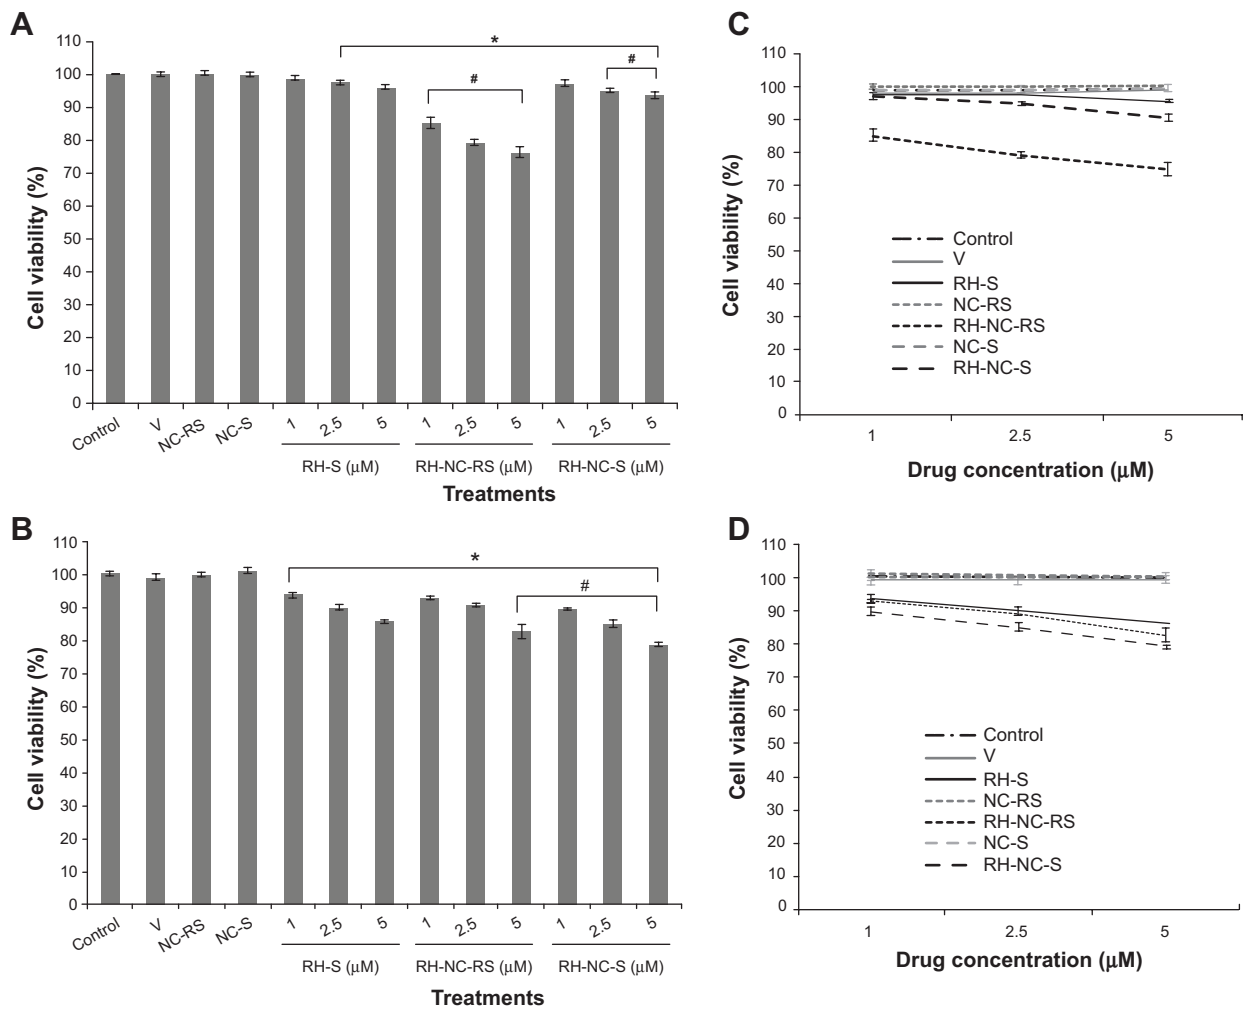 A
110
100
90
80
70
60
50
40
30
20
10
0
Cell viability (%)
*
#
#
Control
V
NC-RS
NC-S
1
2.5
5
1
2.5
5
1
2.5
5
RH-S (μM)
RH-NC-RS (μM)
RH-NC-S (μM)
Treatments
C
110
100
90
80
70
60
50
40
30
20
10
0
Cell viability (%)
Control
V
RH-S
NC-RS
RH-NC-RS
NC-S
RH-NC-S
1
2.5
5
Drug concentration (μM)
B
110
100
90
80
70
60
50
40
30
20
10
0
Cell viability (%)
*
#
Control
V
NC-RS
NC-S
1
2.5
5
1
2.5
5
1
2.5
5
RH-S (μM)
RH-NC-RS (μM)
RH-NC-S (μM)
Treatments
D
110
100
90
80
70
60
50
40
30
20
10
0
Cell viability (%)
Control
V
RH-S
NC-RS
RH-NC-RS
NC-S
RH-NC-S
1
2.5
5
Drug concentration (μM)